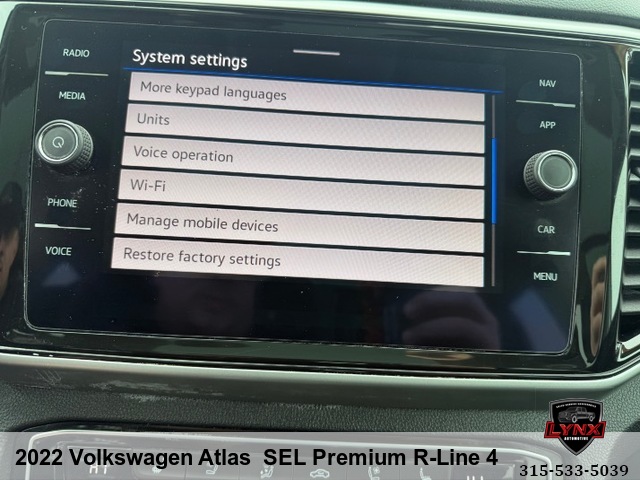 RADIO
MEDIA
PHONE
VOICE
System settings
More keypad languages
Units
Voice operation
Wi-Fi
Manage mobile devices
Restore factory settings
NAV
APP
CAR
MENU
LYNX
AUTOMOTIVE
2022 Volkswagen Atlas SEL Premium R-Line 4
315-533-5039